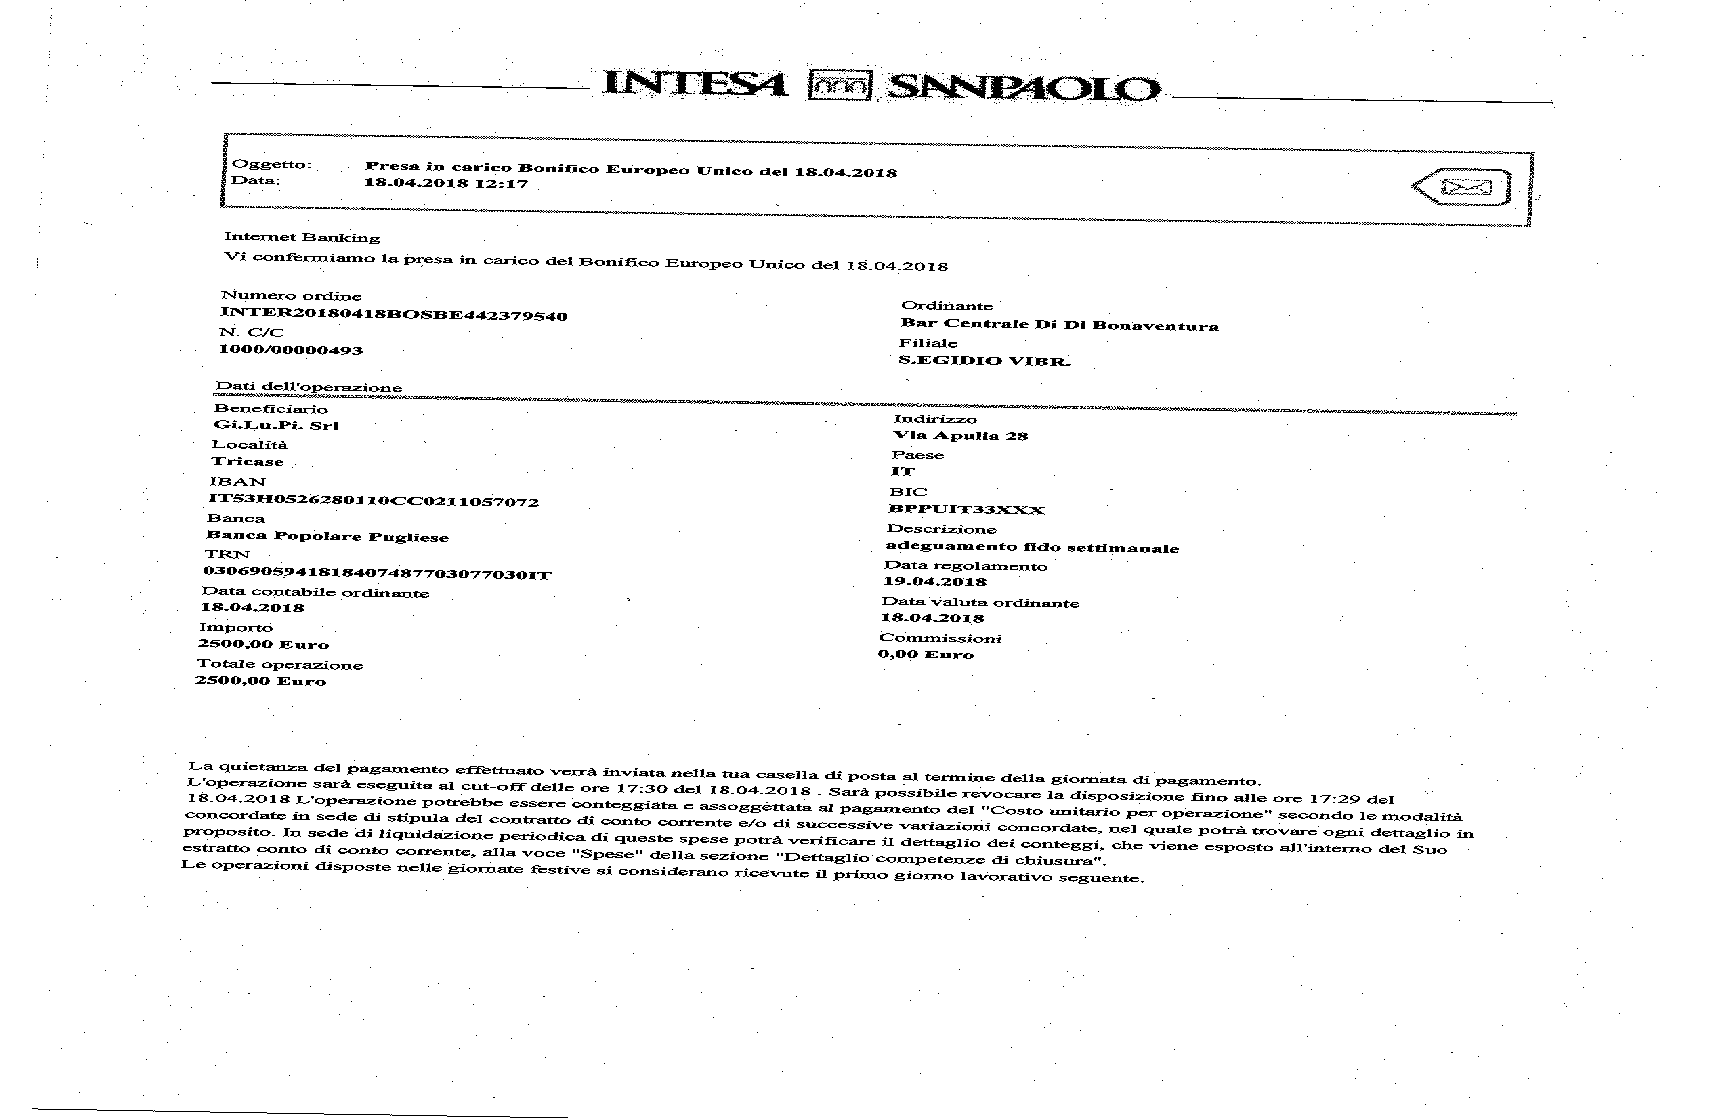 INTESA SANPAOLO
Oggetto: Presa in carico Bonifico Europeo Unico del 18.04.2018
Data: 18.04.2018 12:17
Internet Banking
Vi confermiamo la presa in carico del Bonifico Europeo Unico del 18.04.2018
Numero ordine
INTER20180418BOSBE442379540
N. C/C
1000/00000493
Ordinante
Bar Centrale Di Di Bonaventura
Filiale
S.EGIDIO VIBR.
Dati dell'operazione
Beneficiario
Gi.Lu.Pi. Srl
Località
Tricase
IBAN
IT53H0526280110CC0211057072
Banca
Banca Popolare Pugliese
TRN
0306905941818407487703077030IT
Data contabile ordinante
18.04.2018
Importo
2500,00 Euro
Totale operazione
2500,00 Euro
Indirizzo
Via Apulia 28
Paese
IT
BIC
BPPUIT33XXX
Descrizione
adeguamento fido settimanale
Data regolamento
19.04.2018
Data valuta ordinante
18.04.2018
Commissioni
0,00 Euro
La quietanza del pagamento effettuato verrà inviata nella tua casella di posta al termine della giornata di pagamento.
L'operazione sarà eseguita al cut-off delle ore 17:30 del 18.04.2018 . Sarà possibile revocare la disposizione fino alle ore 17:29 del
18.04.2018 L'operazione potrebbe essere conteggiata e assoggettata al pagamento del "Costo unitario per operazione" secondo le modalità
concordate in sede di stipula del contratto di conto corrente e/o di successive variazioni concordate, nel quale potrà trovare ogni dettaglio in
proposito. In sede di liquidazione periodica di queste spese potrà verificare il dettaglio dei conteggi, che viene esposto all'interno del Suo
estratto conto di conto corrente, alla voce "Spese" della sezione "Dettaglio competenze di chiusura".
Le operazioni disposte nelle giornate festive si considerano ricevute il primo giorno lavorativo seguente.